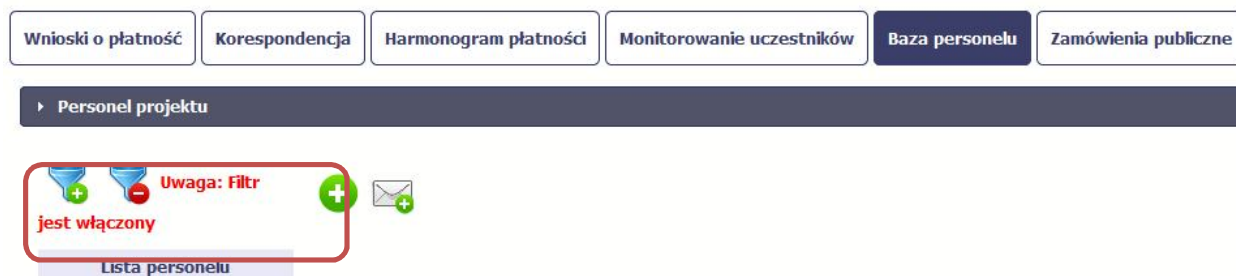 Wnioski o płatność Korespondencja Harmonogram płatności Monitorowanie uczestników Baza personelu Zamówienia publiczne
Personel projektu
Uwaga: Filtr
jest włączony
Lista personelu